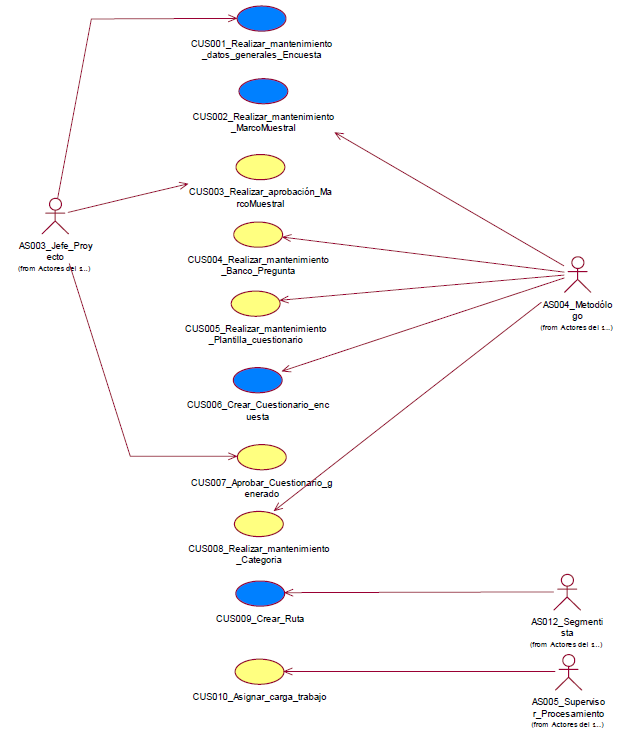 CUS001_Realizar_mantenimiento
_datos_generales_Encuesta
CUS002_Realizar_mantenimiento
_MarcoMuestral
CUS003_Realizar_aprobación_Ma
rcoMuestral
AS003_Jefe_Proy
ecto
(from Actores del s...)
CUS004_Realizar_mantenimiento
_Banco_Pregunta
AS004_Metodólo
go
(from Actores del s...)
CUS005_Realizar_mantenimiento
_Plantilla_cuestionario
CUS006_Crear_Cuestionario_enc
uesta
CUS007_Aprobar_Cuestionario_g
enerado
CUS008_Realizar_mantenimiento
_Categoria
CUS009_Crear_Ruta
AS012_Segmenti
sta
(from Actores del s...)
CUS010_Asignar_carga_trabajo
AS005_Superviso
r_Procesamiento
(from Actores del s...)